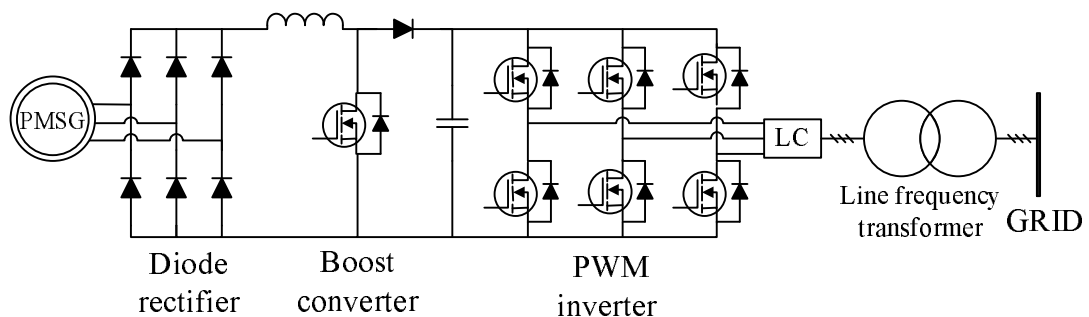 PMSG
LC
Line frequency
transformer
GRID
Diode
rectifier
Boost
converter
PWM
inverter